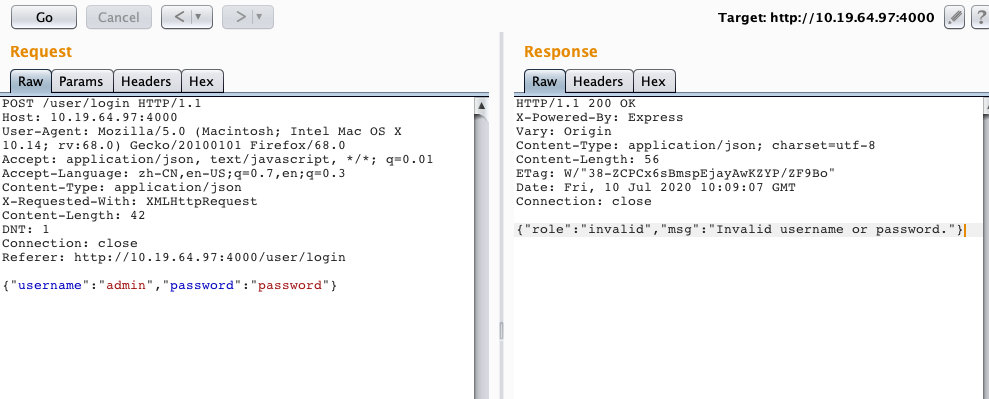 Go Cancel < > Target: http://10.19.64.97:4000 ?
Request
Raw Params Headers Hex
POST /user/login HTTP/1.1
Host: 10.19.64.97:4000
User-Agent: Mozilla/5.0 (Macintosh; Intel Mac OS X
10.14; rv:68.0) Gecko/20100101 Firefox/68.0
Accept: application/json, text/javascript, */*; q=0.01
Accept-Language: zh-CN,en-US;q=0.7,en;q=0.3
Content-Type: application/json
X-Requested-With: XMLHttpRequest
Content-Length: 42
DNT: 1
Connection: close
Referer: http://10.19.64.97:4000/user/login
{"username":"admin","password":"password"}
Response
Raw Headers Hex
HTTP/1.1 200 OK
X-Powered-By: Express
Vary: Origin
Content-Type: application/json; charset=utf-8
Content-Length: 56
ETag: W/"38-ZCPCx6sBmspEjayAwKZYP/ZF9Bo"
Date: Fri, 10 Jul 2020 10:09:07 GMT
Connection: close
{"role":"invalid","msg":"Invalid username or password."}